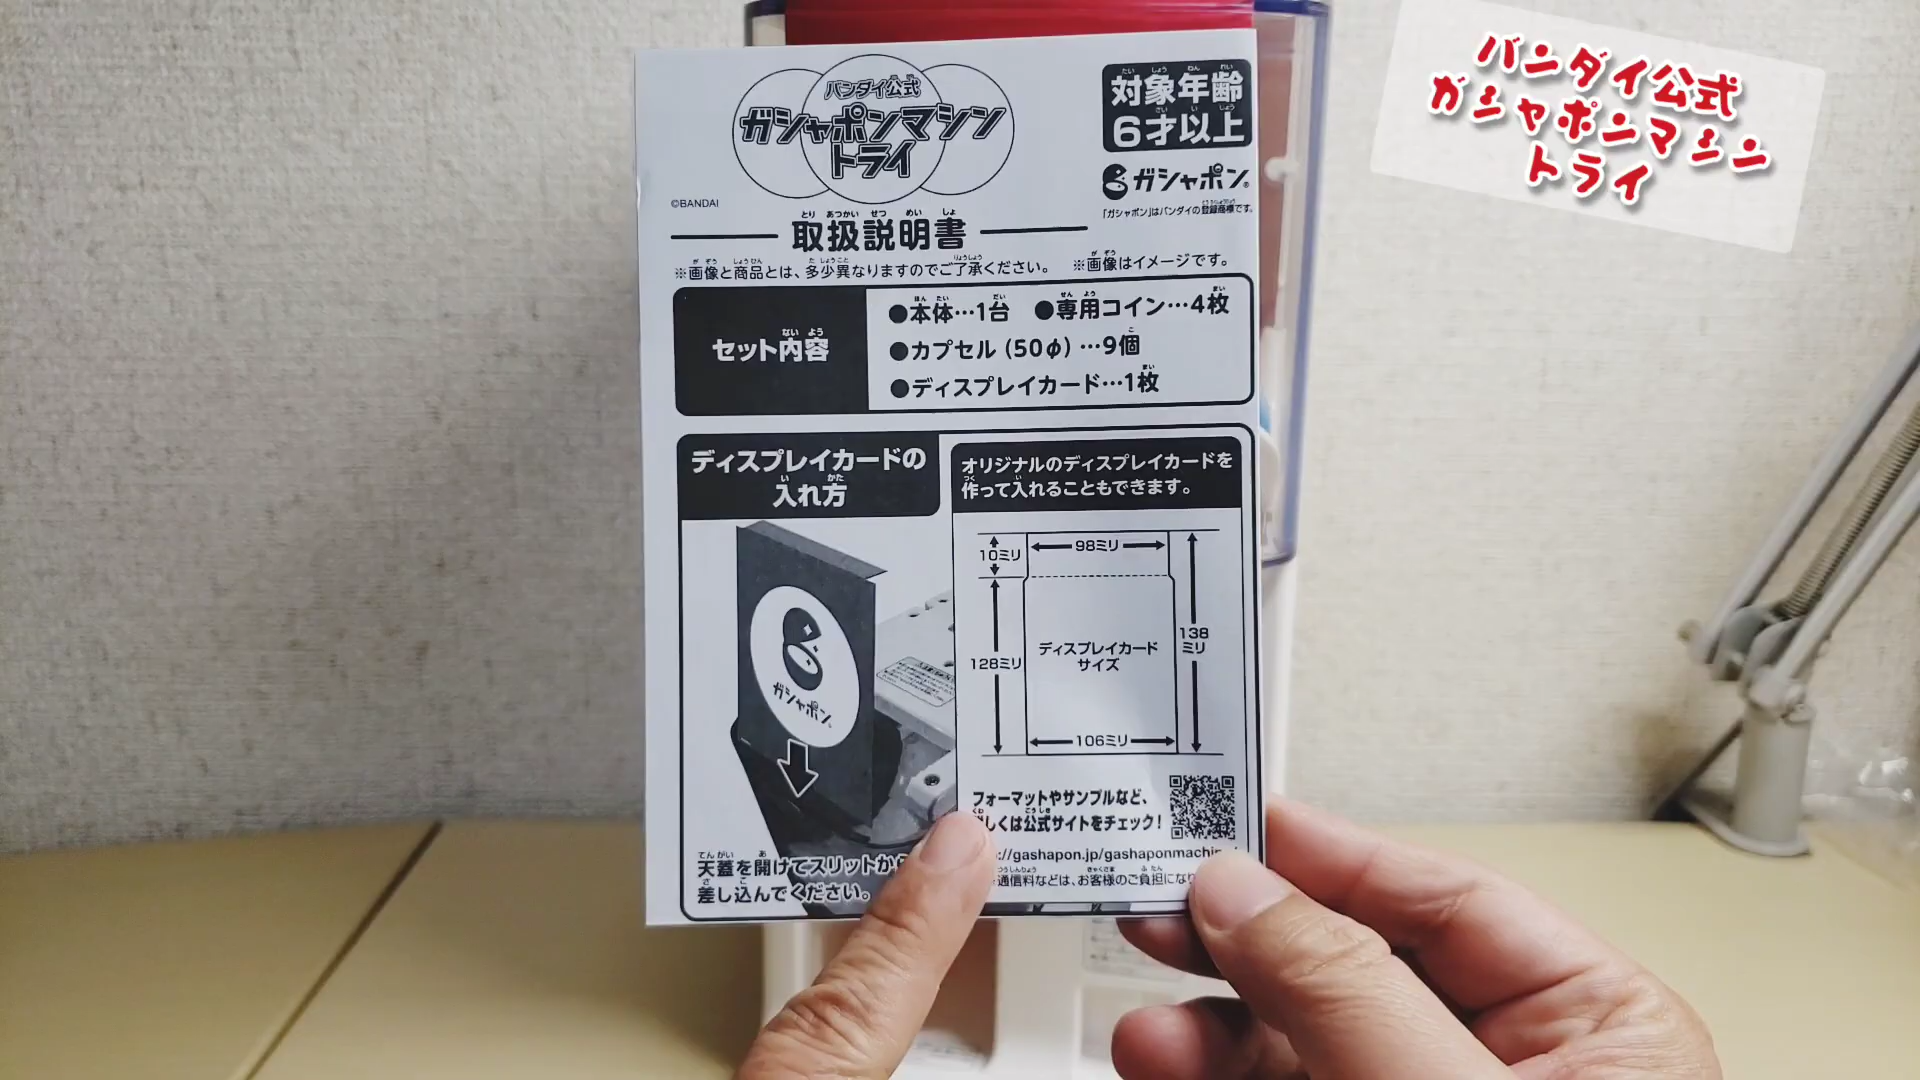 バンダイ公式
ガシャポンマシン
トライ
バンダイ公式
ガシャポンマシン
トライ
©BANDAI
対象年齢
6才以上
ガシャポン®
「ガシャポン」はバンダイの登録商標です。
取扱説明書
※画像と商品とは、多少異なりますのでご了承ください。 ※画像はイメージです。
セット内容
●本体…1台 ●専用コイン…4枚
●カプセル(50φ)…9個
●ディスプレイカード…1枚
ディスプレイカードの
入れ方
ガシャポン®
天蓋を開けてスリットから
差し込んでください。
オリジナルのディスプレイカードを
作って入れることもできます。
10ミリ
98ミリ
128ミリ
ディスプレイカード
サイズ
138
ミリ
106ミリ
フォーマットやサンプルなど、
しくは公式サイトをチェック!
://gashapon.jp/gashaponmachin
通信料などは、お客様のご負担になり